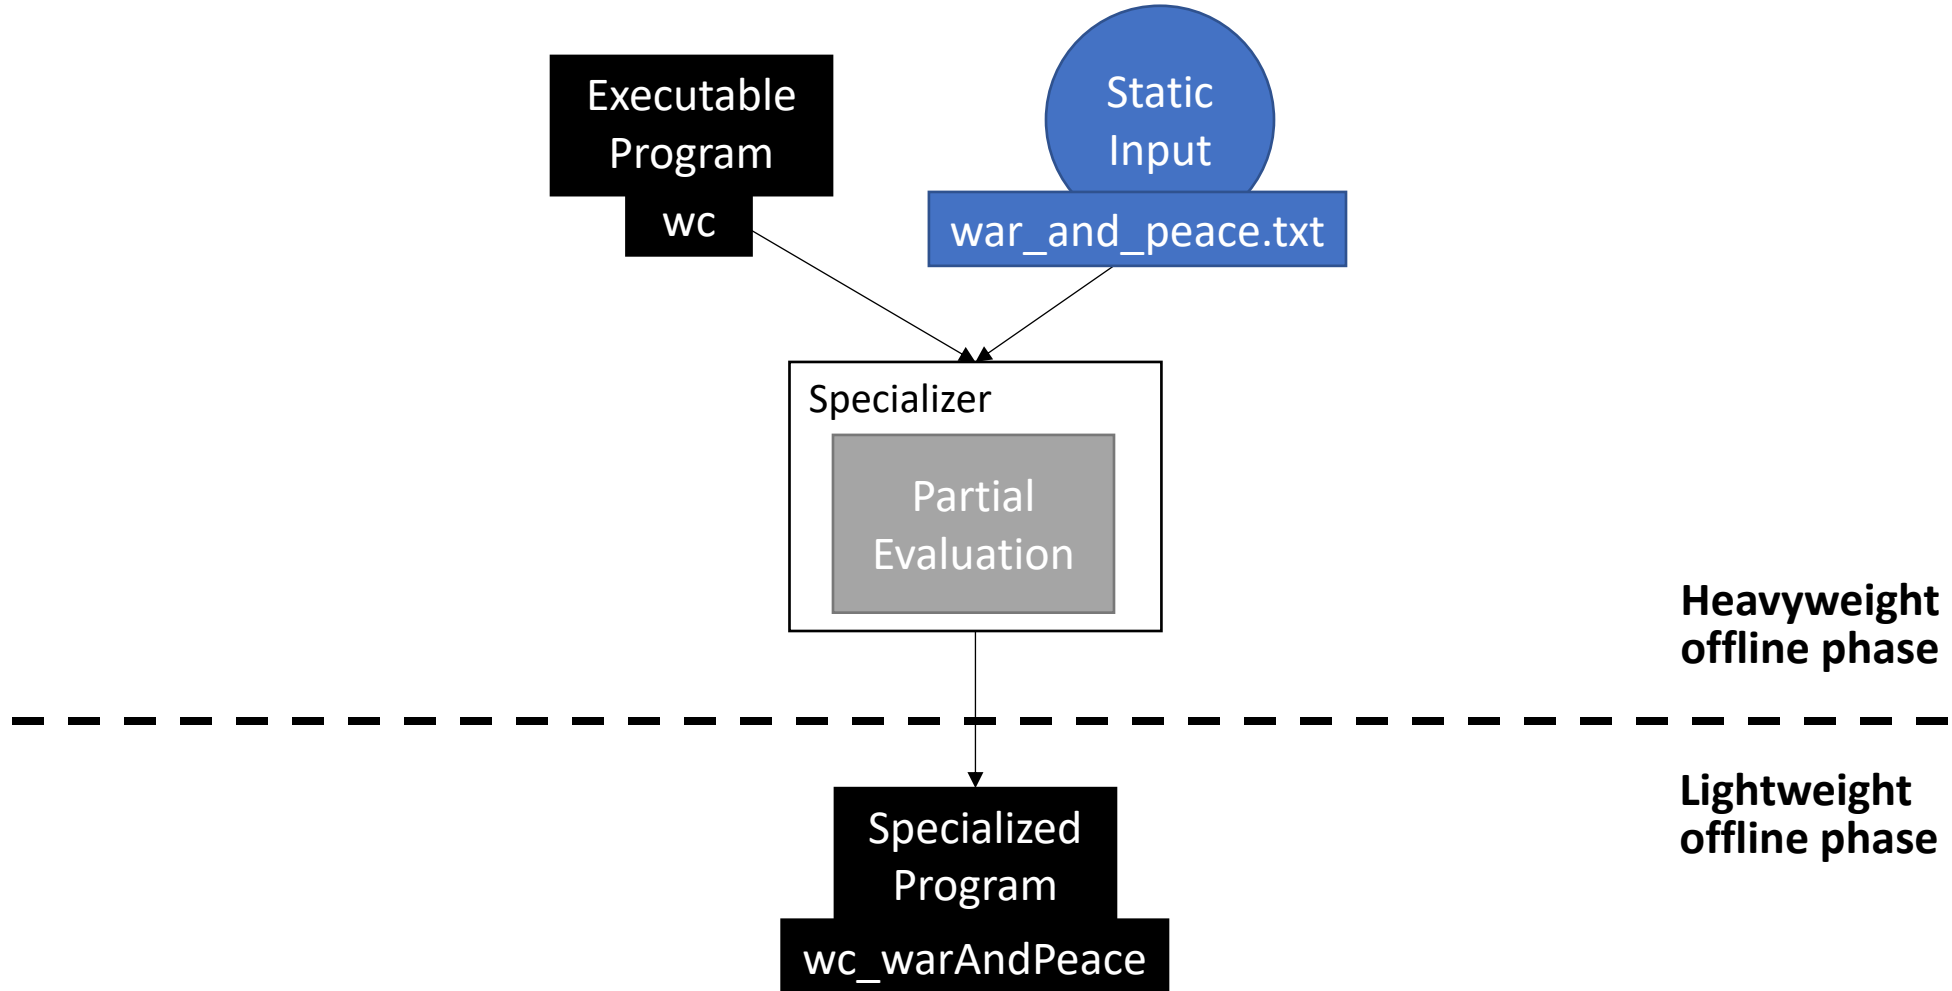 Executable
Program
wc
Static
Input
war_and_peace.txt
Specializer
Partial
Evaluation
Heavyweight
offline phase
Lightweight
offline phase
Specialized
Program
wc_warAndPeace